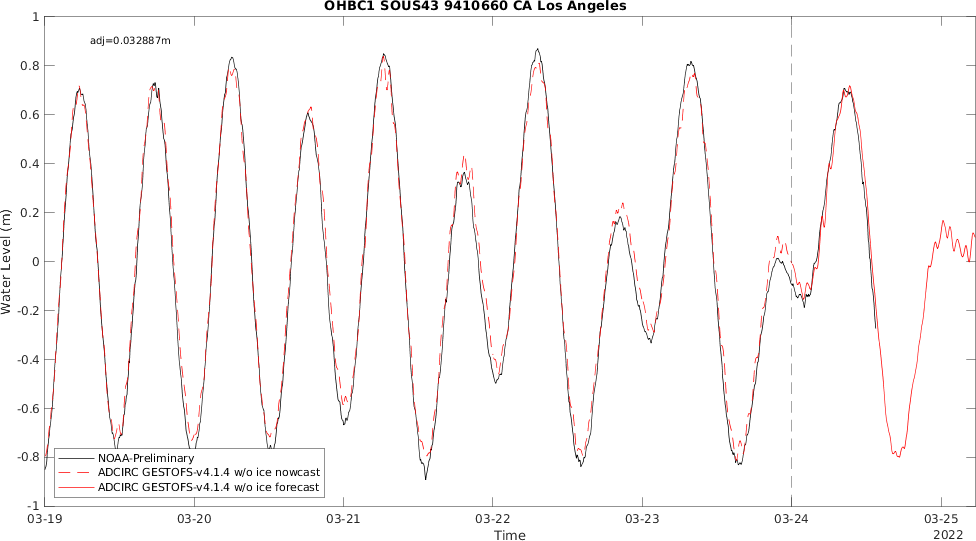 OHBC1 SOUS43 9410660 CA Los Angeles
adj=0.032887m
1
0.8
0.6
0.4
0.2
0
-0.2
-0.4
-0.6
-0.8
-1
Water Level (m)
NOAA-Preliminary
ADCIRC GESTOFS-v4.1.4 w/o ice nowcast
ADCIRC GESTOFS-v4.1.4 w/o ice forecast
03-19 03-20 03-21 03-22 03-23 03-24 03-25
Time
2022